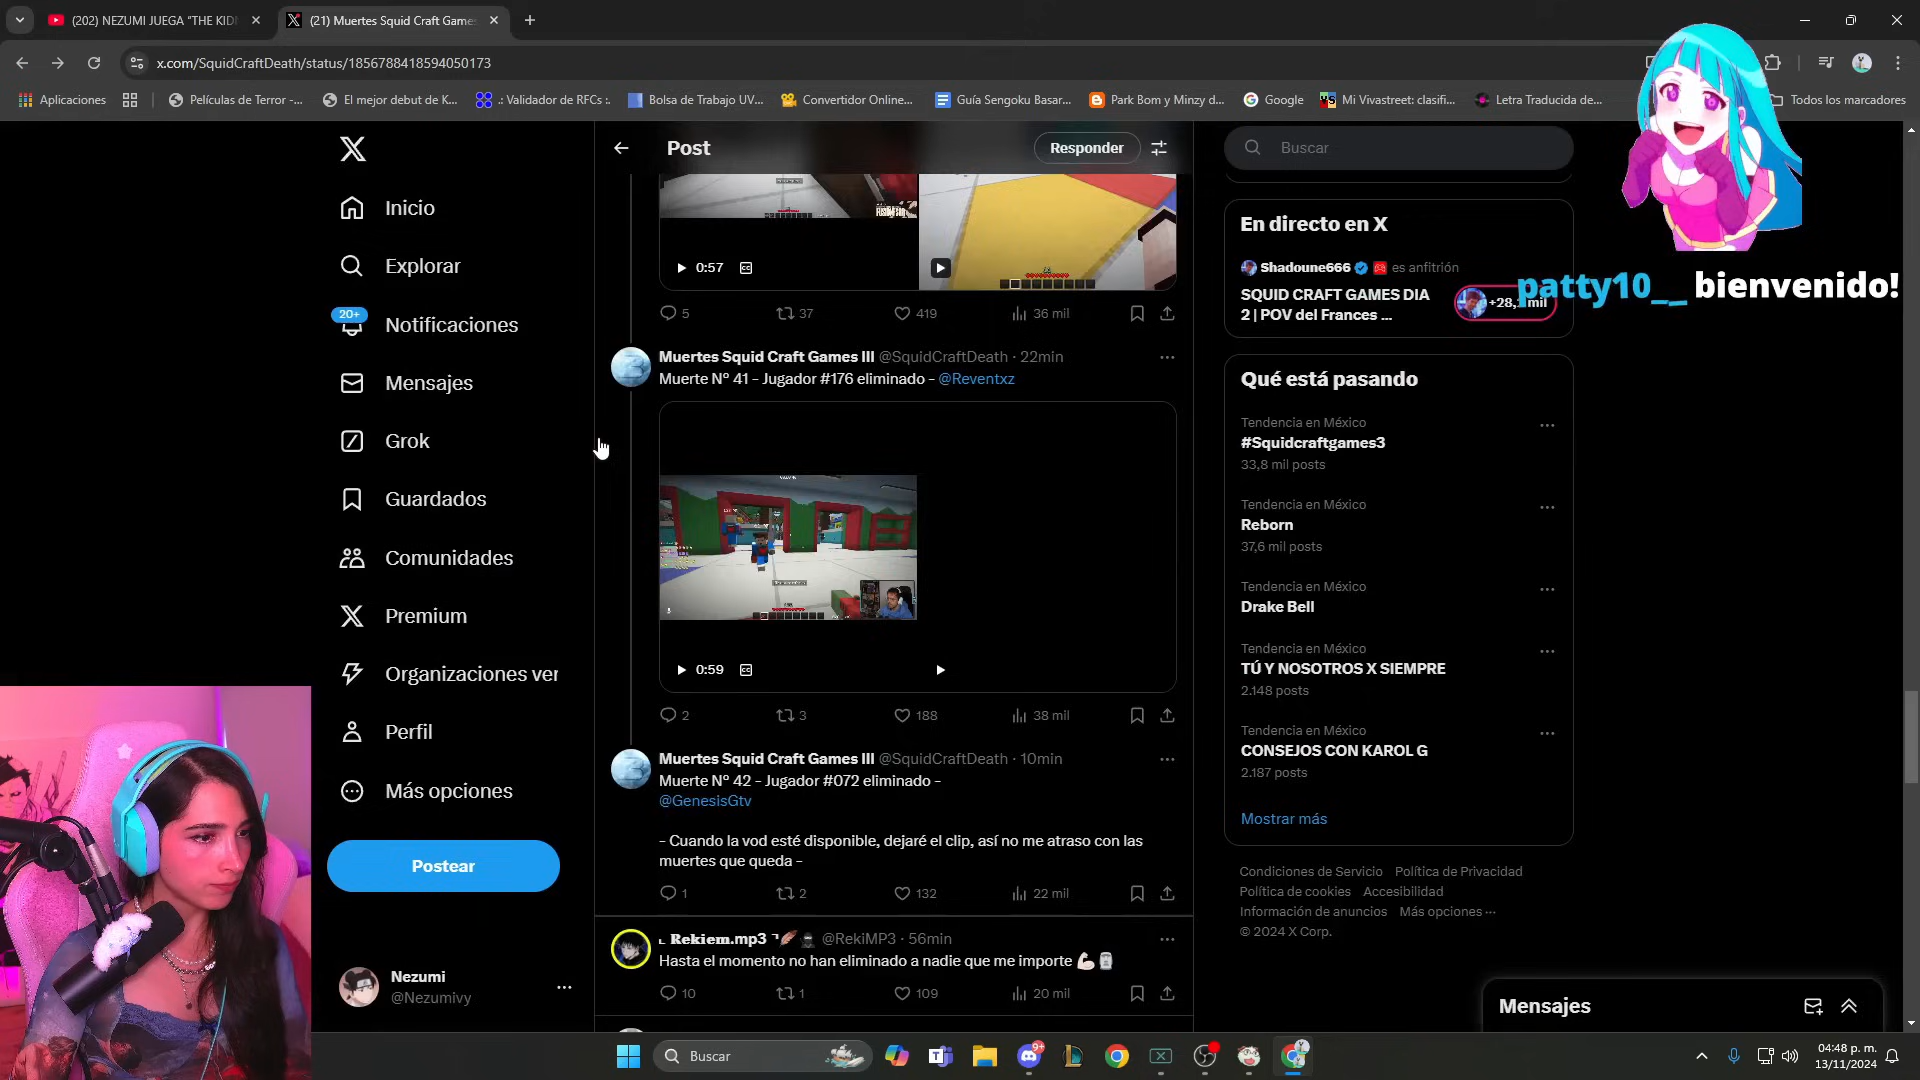 (202) NEZUMI JUEGA "THE KID
(21) Muertes Squid Craft Game
x.com/SquidCraftDeath/status/1856788418594050173
Aplicaciones
Películas de Terror -...
El mejor debut de K...
.: Validador de RFCs :.
Bolsa de Trabajo UV...
Convertidor Online...
Guía Sengoku Basar...
Park Bom y Minzy d...
Google
Mi Vivastreet: clasifi...
Letra Traducida de...
Todos los marcadores
Inicio
Explorar
20+
Notificaciones
Mensajes
Grok
Guardados
Comunidades
Premium
Organizaciones ver
Perfil
Más opciones
Postear
Nezumi
@Nezumivy
Post
Responder
0:57
5
37
419
36 mil
Muertes Squid Craft Games III @SquidCraftDeath · 22min
Muerte Nº 41 - Jugador #176 eliminado - @Reventxz
0:59
2
3
188
38 mil
Muertes Squid Craft Games III @SquidCraftDeath · 10min
Muerte Nº 42 - Jugador #072 eliminado -
@GenesisGtv
- Cuando la vod esté disponible, dejaré el clip, así no me atraso con las
muertes que queda -
1
2
132
22 mil
Rekiem.mp3 @RekiMP3 · 56min
Hasta el momento no han eliminado a nadie que me importe
10
1
109
20 mil
Buscar
En directo en X
Shadoune666 es anfitrión
SQUID CRAFT GAMES DIA
2 | POV del Frances ...
mil
patty10__ bienvenido!
Qué está pasando
Tendencia en México
#Squidcraftgames3
33,8 mil posts
Tendencia en México
Reborn
37,6 mil posts
Tendencia en México
Drake Bell
Tendencia en México
TÚ Y NOSOTROS X SIEMPRE
2.148 posts
Tendencia en México
CONSEJOS CON KAROL G
2.187 posts
Mostrar más
Condiciones de Servicio Política de Privacidad
Política de cookies Accesibilidad
Información de anuncios Más opciones ···
© 2024 X Corp.
Mensajes
Buscar
9+
04:48 p. m.
13/11/2024